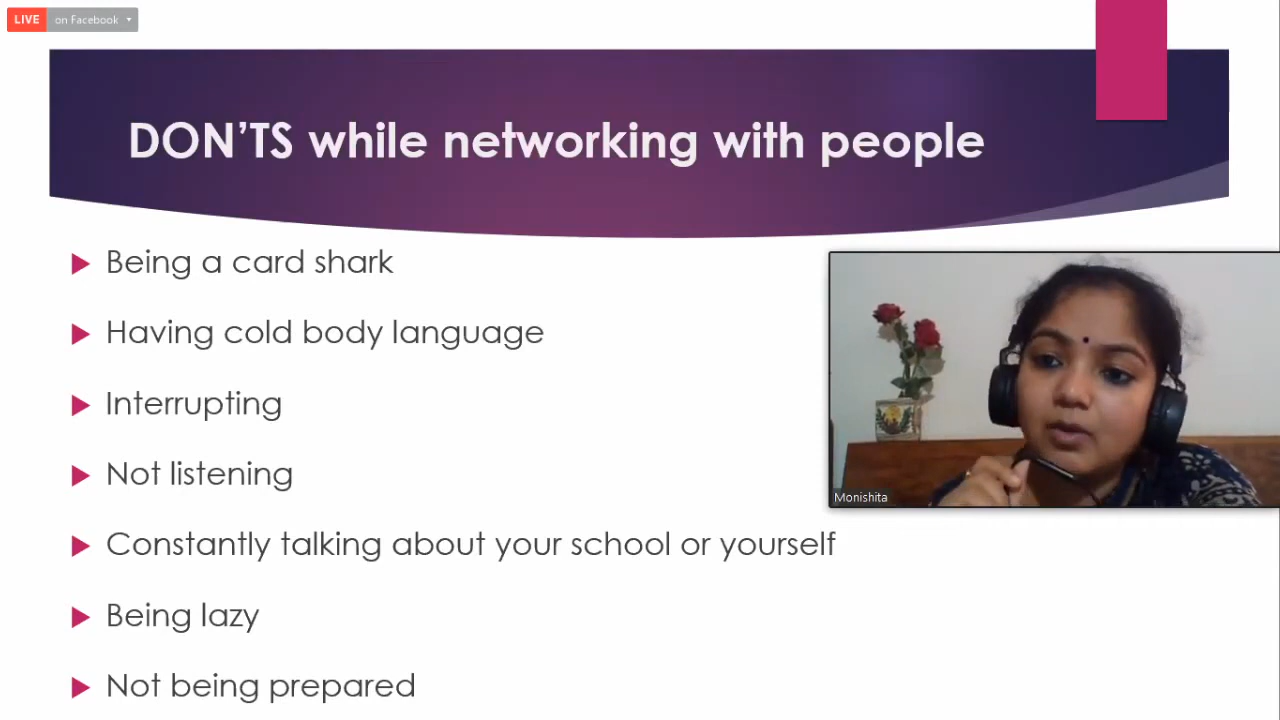 LIVE on Facebook
DON'TS while networking with people
Being a card shark
Having cold body language
Interrupting
Not listening
Constantly talking about your school or yourself
Being lazy
Not being prepared
Monishita